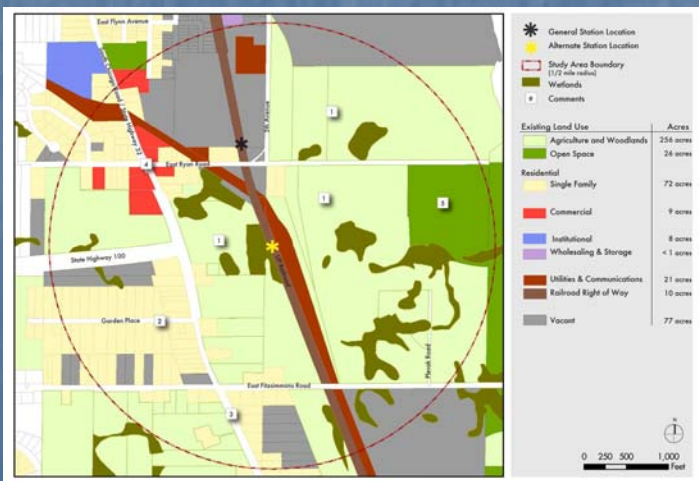 East Flynn Avenue
5th Avenue
1
4
East Ryan Road
1
5
1
State Highway 100
Garden Place
2
East Fitzsimmons Road
3
General Station Location
Alternate Station Location
Study Area Boundary
(1/2 mile radius)
Wetlands
# Comments
Existing Land Use Acres
Agriculture and Woodlands 256 acres
Open Space 26 acres
Residential
Single Family 72 acres
Commercial 9 acres
Institutional 8 acres
Wholesaling & Storage < 1 acres
Utilities & Communications 21 acres
Railroad Right of Way 10 acres
Vacant 77 acres
N
0 250 500 1,000
Feet